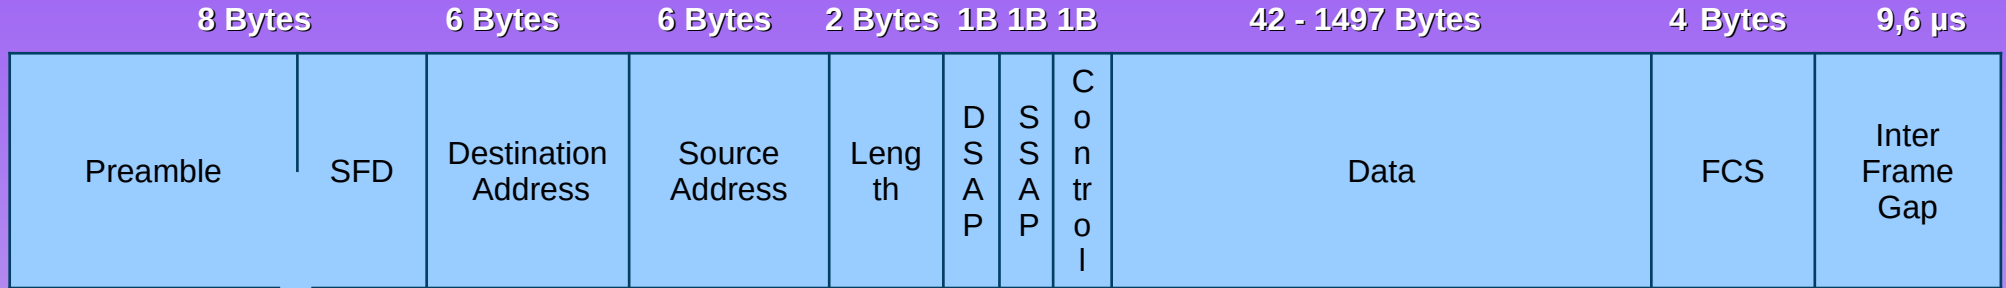 8 Bytes 6 Bytes 6 Bytes 2 Bytes 1B 1B 1B 42 - 1497 Bytes 4 Bytes 9,6 µs
Preamble
SFD
Destination
Address
Source
Address
Leng
th
D
S
A
P
S
S
A
P
C
o
n
tr
o
l
Data
FCS
Inter
Frame
Gap